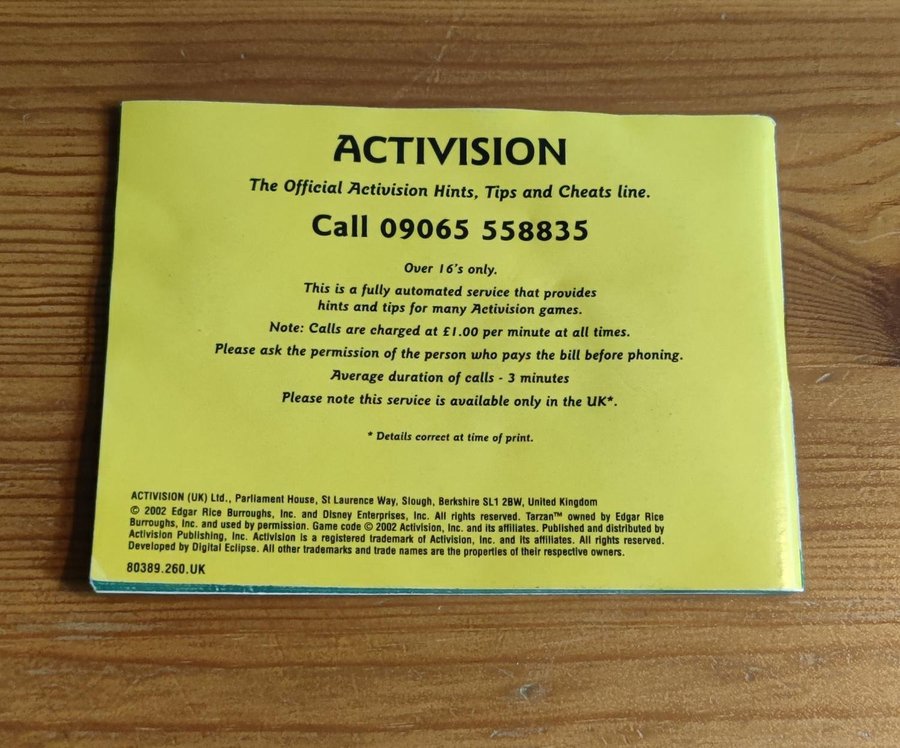 ACTIVISION
The Official Activision Hints, Tips and Cheats line.
Call 09065 558835
Over 16's only.
This is a fully automated service that provides
hints and tips for many Activision games.
Note: Calls are charged at £1.00 per minute at all times.
Please ask the permission of the person who pays the bill before phoning.
Average duration of calls - 3 minutes
Please note this service is available only in the UK*.
* Details correct at time of print.
ACTIVISION (UK) Ltd., Parliament House, St Laurence Way, Slough, Berkshire SL1 2BW, United Kingdom
© 2002 Edgar Rice Burroughs, Inc. and Disney Enterprises, Inc. All rights reserved. Tarzan™ owned by Edgar Rice
Burroughs, Inc. and used by permission. Game code © 2002 Activision, Inc. and its affiliates. Published and distributed by
Activision Publishing, Inc. Activision is a registered trademark of Activision, Inc. and its affiliates. All rights reserved.
Developed by Digital Eclipse. All other trademarks and trade names are the properties of their respective owners.
80389.260.UK